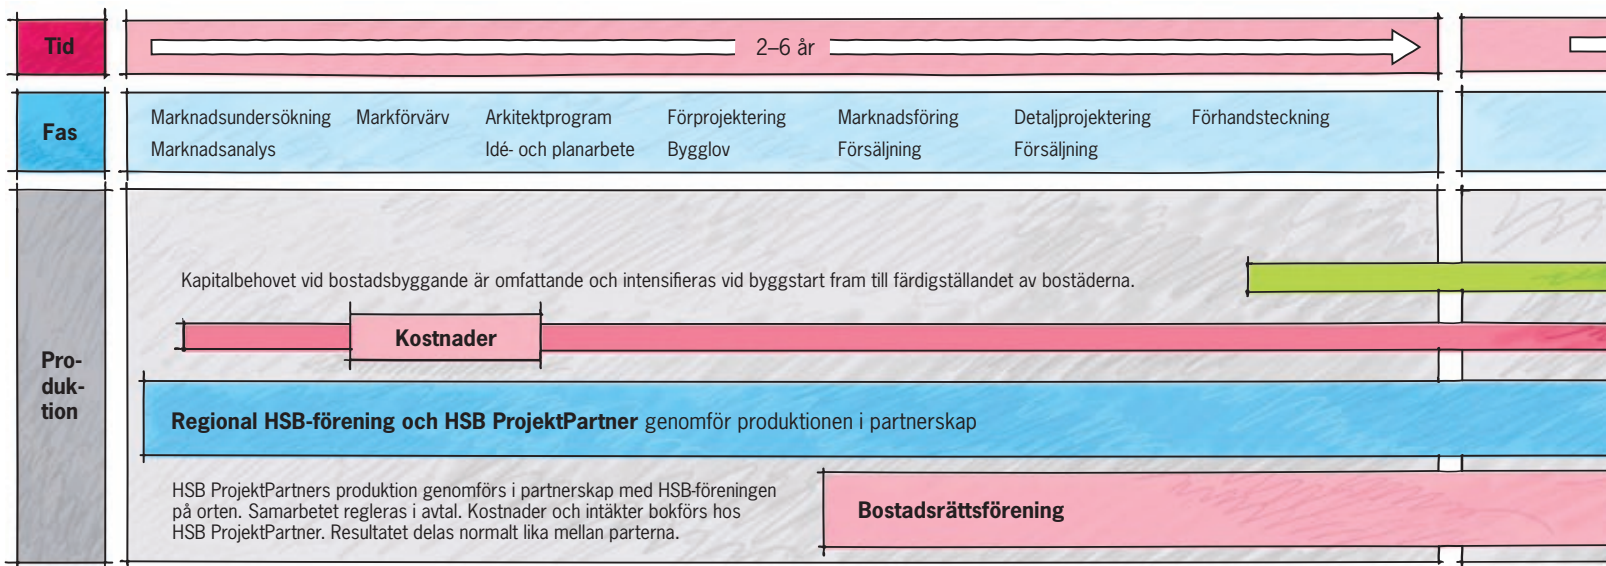 Tid
2–6 år
Fas
Marknadsundersökning Markförvärv Arkitektprogram Förprojektering Marknadsföring Detaljprojektering Förhandsteckning
Marknadsanalys Idé- och planarbete Bygglov Försäljning Försäljning
Kapitalbehovet vid bostadsbyggande är omfattande och intensifieras vid byggstart fram till färdigställandet av bostäderna.
Kostnader
Pro-
duk-
tion
Regional HSB-förening och HSB ProjektPartner genomför produktionen i partnerskap
HSB ProjektPartners produktion genomförs i partnerskap med HSB-föreningen
på orten. Samarbetet regleras i avtal. Kostnader och intäkter bokförs hos
HSB ProjektPartner. Resultatet delas normalt lika mellan parterna.
Bostadsrättsförening